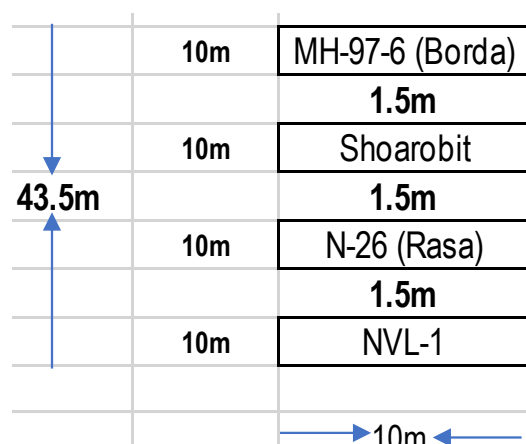 10m MH-97-6 (Borda)
1.5m
10m Shoarobit
43.5m 1.5m
10m N-26 (Rasa)
1.5m
10m NVL-1
10m